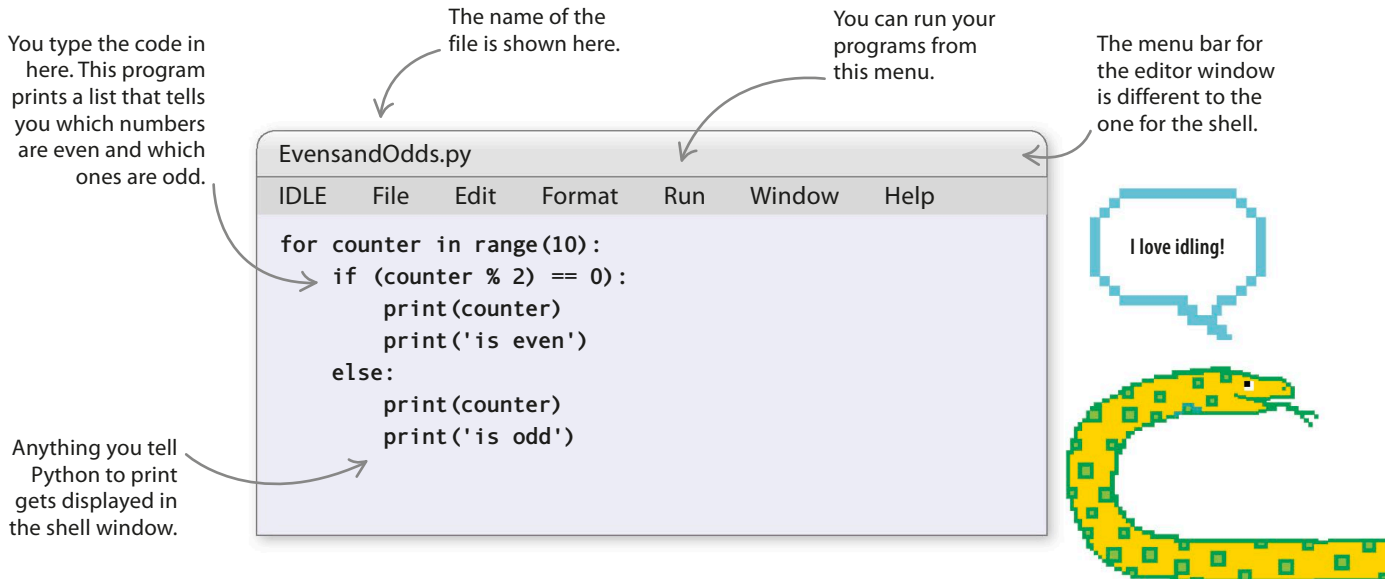 You type the code in
here. This program
prints a list that tells
you which numbers
are even and which
ones are odd.
The name of the
file is shown here.
You can run your
programs from
this menu.
The menu bar for
the editor window
is different to the
one for the shell.
EvensandOdds.py
IDLE File Edit Format Run Window Help
for counter in range(10):
    if (counter % 2) == 0):
        print(counter)
        print('is even')
    else:
        print(counter)
        print('is odd')
Anything you tell
Python to print
gets displayed in
the shell window.
I love idling!